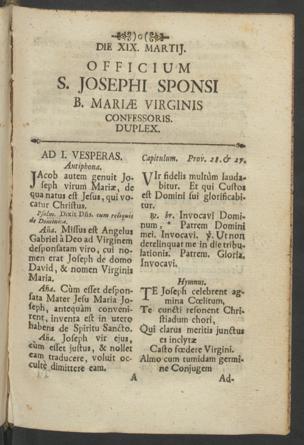 DIE XIX. MARTIJ.
OFFICIUM
S. JOSEPHI SPONSI
B. MARIÆ VIRGINIS
CONFESSORIS.
DUPLEX.
AD I. VESPERAS.
Antiphona.
JAcob autem genuit Jo-
seph virum Mariæ, de
qua natus est Jesus, qui vo-
catur Christus.
Psalm. Dixit Dñs. cum reliquis
de Dominica.
Aña. Missus est Angelus
Gabriel à Deo ad Virginem
desponsatam viro, cui no-
men erat Joseph de domo
David, & nomen Virginis
Maria.
Aña. Cùm esset despon-
sata Mater Jesu Maria Jo-
seph, antequàm conveni-
rent, inventa est in utero
habens de Spiritu Sancto.
Aña. Joseph vir ejus,
cùm esset justus, & nollet
eam traducere, voluit oc-
cultè dimittere eam.
Capitulum. Prov. 28. & 27.
VIr fidelis multùm lauda-
bitur. Et qui Custos
est Domini sui glorificabi-
tur.
℟. br. Invocavi Domi-
num, * Patrem Domini
mei. Invocavi. ℣. Ut non
derelinquat me in die tribu-
lationis. Patrem. Gloria.
Invocavi.
Hymnus.
TE Joseph celebrent ag-
mina Cœlitum,
Te cuncti resonent Chri-
stiadum chori,
Qui clarus meritis junctus
es inclytæ
Casto fœdere Virgini.
Almo cum tumidam germi-
ne Conjugem
A
Ad-